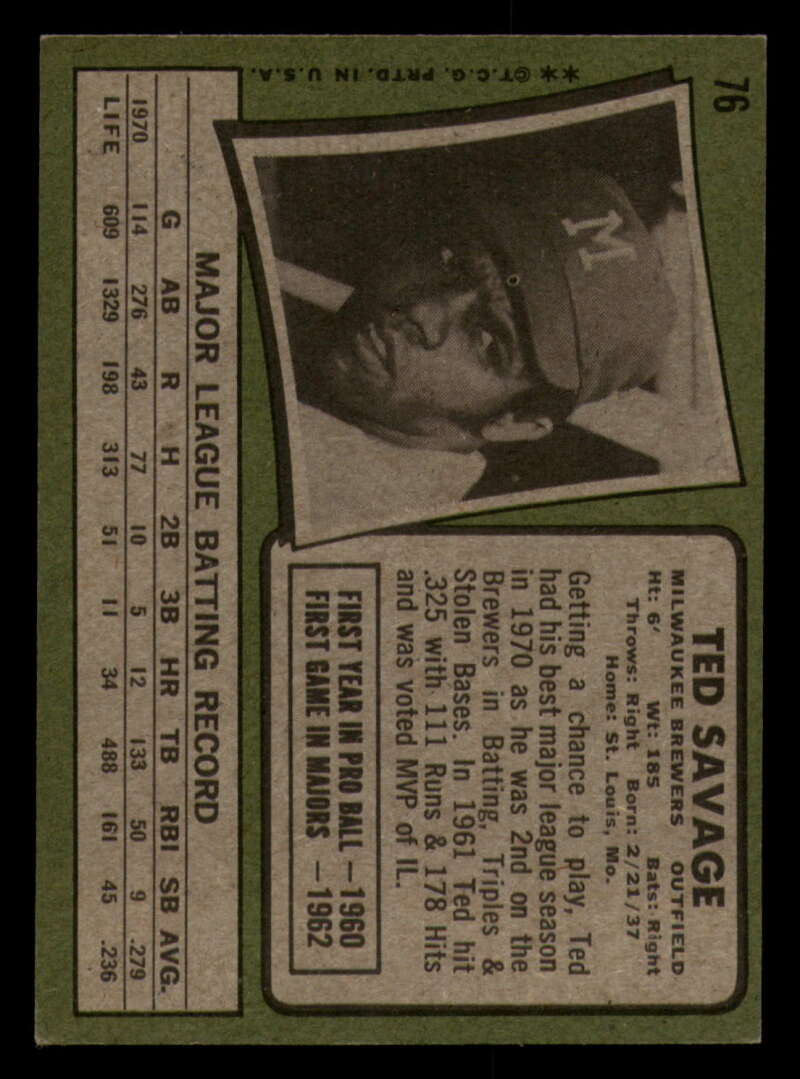 76
** ©T.C.G. PRTD. IN U.S.A.
M
TED SAVAGE
MILWAUKEE BREWERS OUTFIELD
Ht: 6' Wt: 185 Bats: Right
Throws: Right Born: 2/21/37
Home: St. Louis, Mo.
Getting a chance to play, Ted
had his best major league season
in 1970 as he was 2nd on the
Brewers in Batting, Triples &
Stolen Bases. In 1961 Ted hit
.325 with 111 Runs & 178 Hits
and was voted MVP of IL.
FIRST YEAR IN PRO BALL —1960
FIRST GAME IN MAJORS —1962
MAJOR LEAGUE BATTING RECORD
G AB R H 2B 3B HR TB RBI SB AVG.
1970 114 276 43 77 10 5 12 133 50 9 .279
LIFE 609 1329 198 313 51 11 34 488 161 45 .236